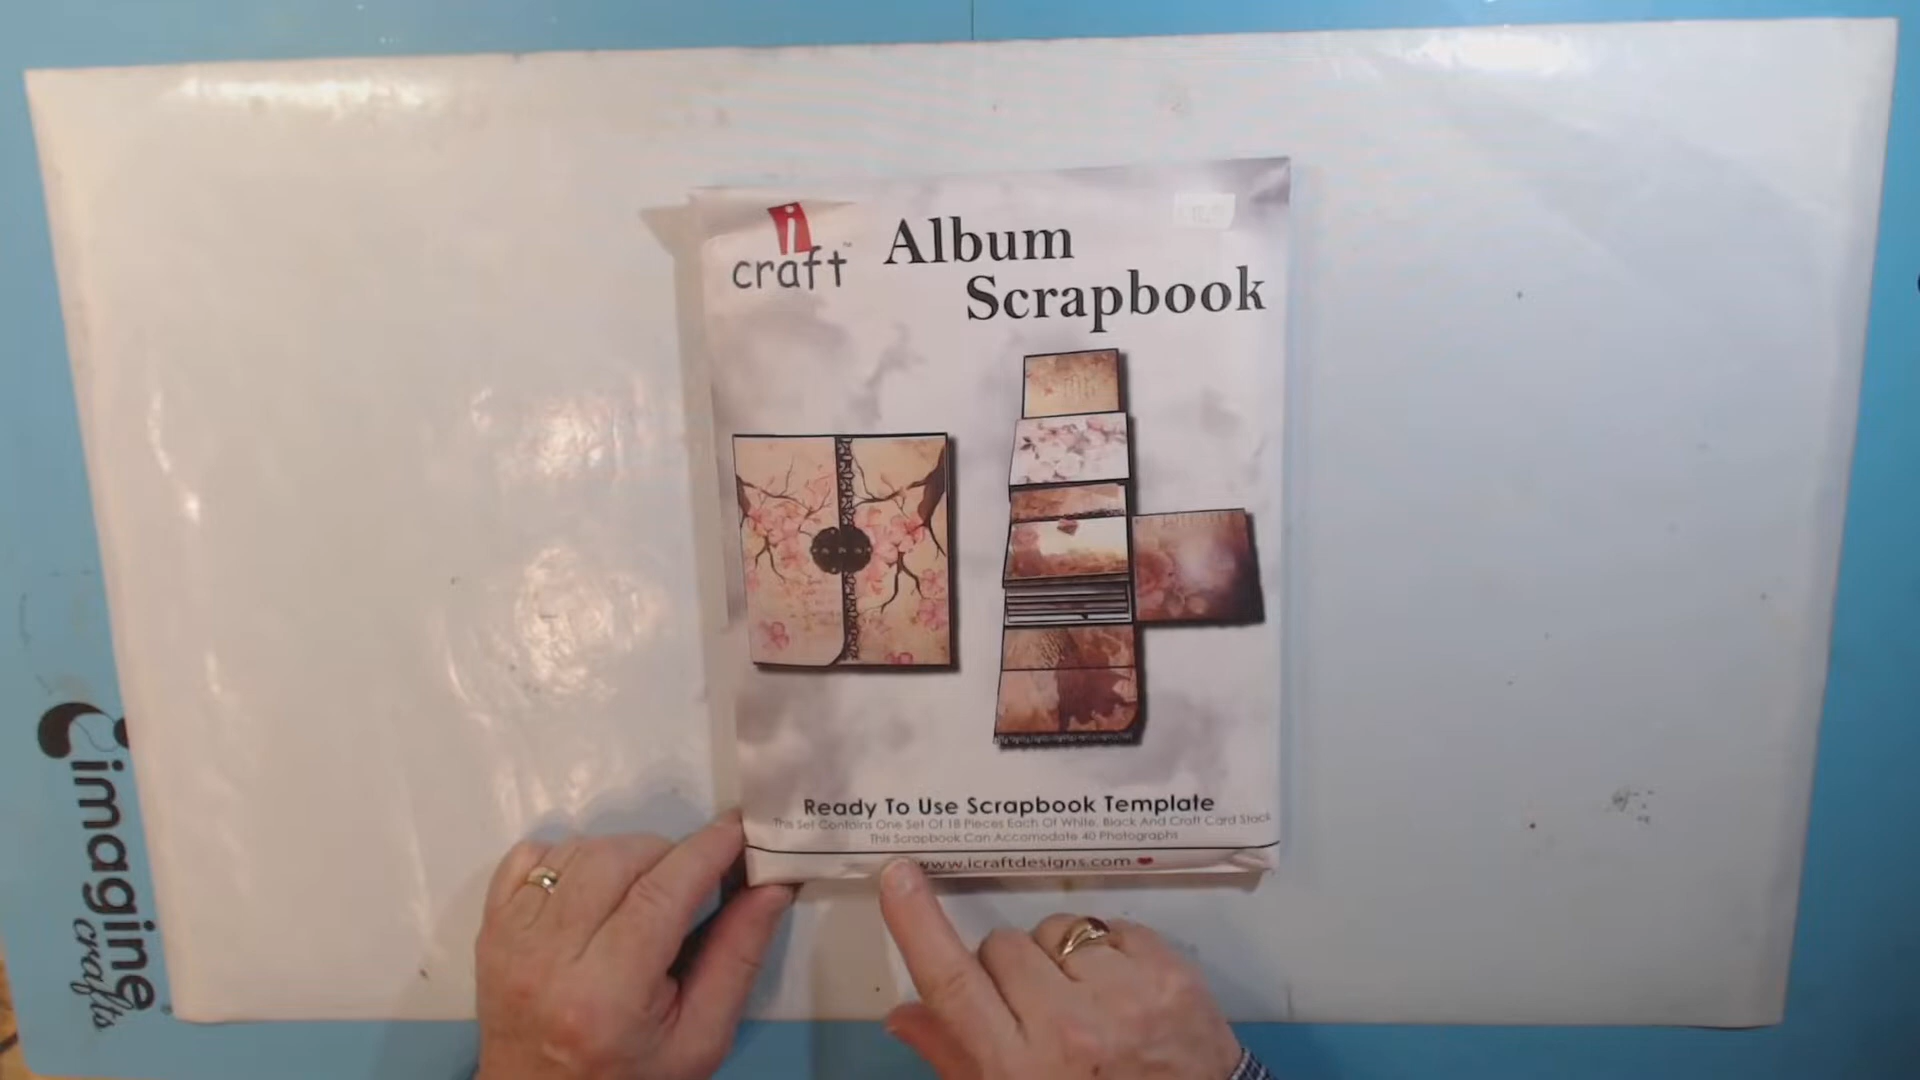 i
craft™
Album
Scrapbook
Ready To Use Scrapbook Template
This Set Contains One Set Of 18 Pieces Each Of White, Black And Craft Card Stock
This Scrapbook Can Accomodate 40 Photographs
www.icraftdesigns.com
imagine
crafts